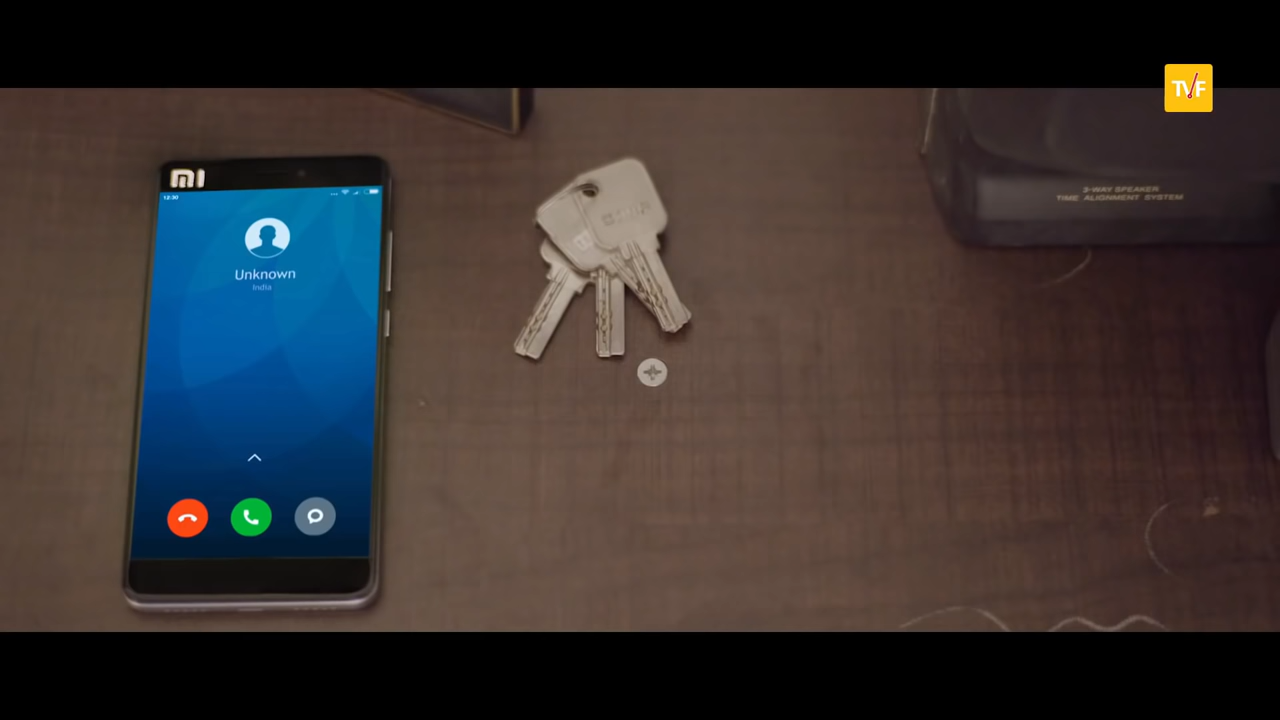 TVF
MI
12:30
Unknown
India
3-WAY SPEAKER
TIME ALIGNMENT SYSTEM